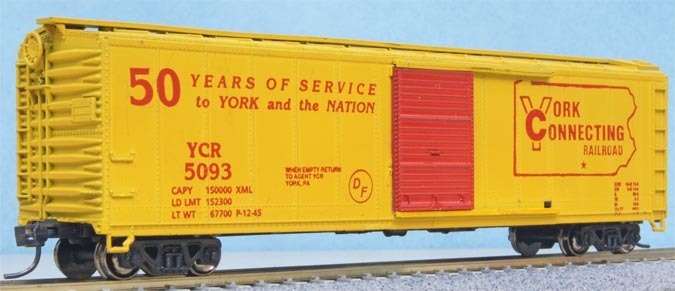 50 YEARS OF SERVICE
to YORK and the NATION
YCR
5093
CAPY 150000 XML
LD LMT 152300
LT WT 67700 P-12-45
WHEN EMPTY RETURN
TO AGENT YCR
YORK, PA
DF
YORK
CONNECTING
RAILROAD